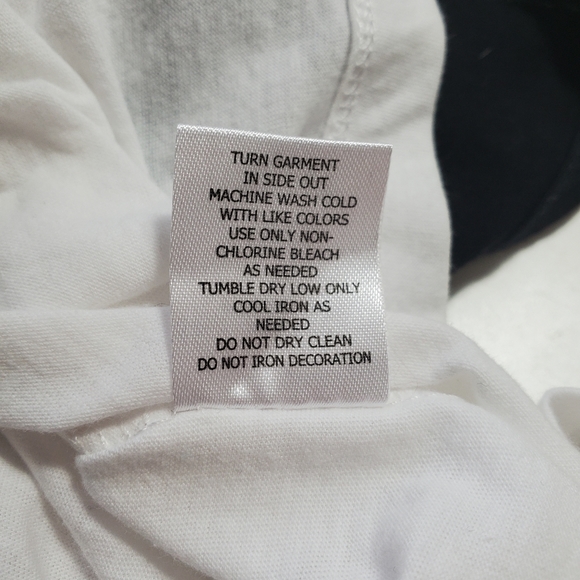 TURN GARMENT
IN SIDE OUT
MACHINE WASH COLD
WITH LIKE COLORS
USE ONLY NON-
CHLORINE BLEACH
AS NEEDED
TUMBLE DRY LOW ONLY
COOL IRON AS
NEEDED
DO NOT DRY CLEAN
DO NOT IRON DECORATION